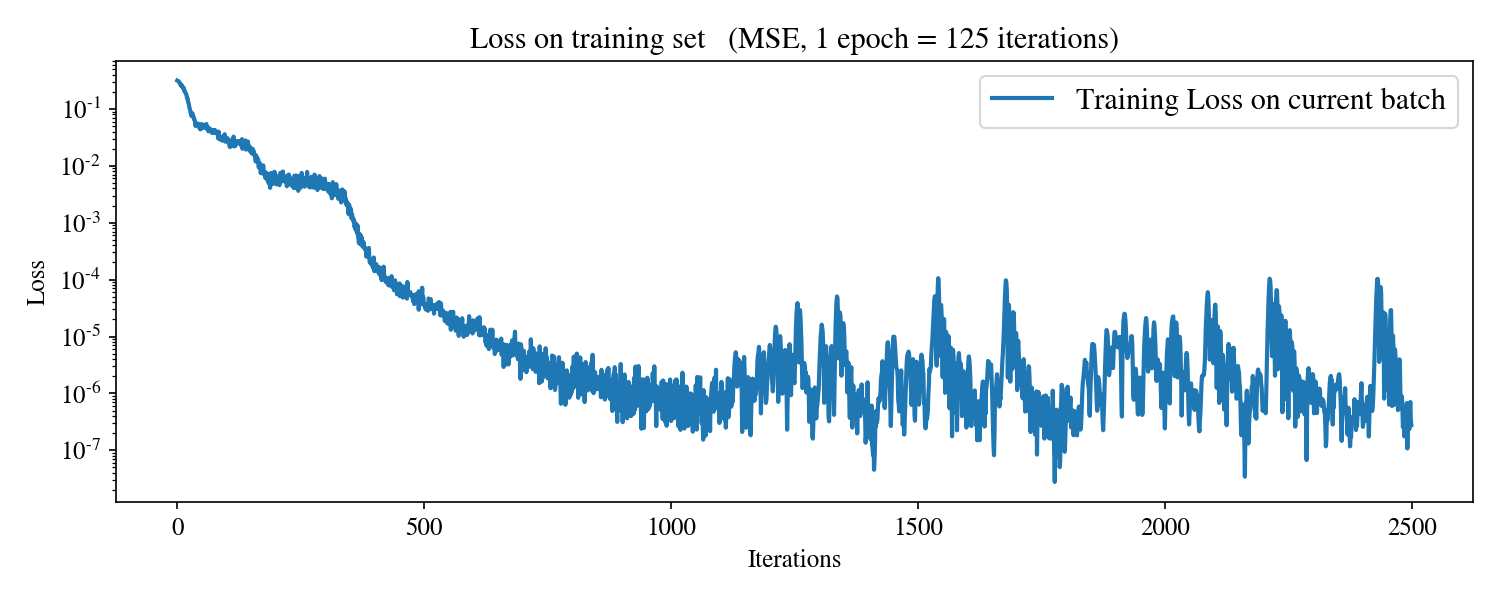 Loss on training set   (MSE, 1 epoch = 125 iterations)
Training Loss on current batch
Loss
10⁻¹
10⁻²
10⁻³
10⁻⁴
10⁻⁵
10⁻⁶
10⁻⁷
0 500 1000 1500 2000 2500
Iterations